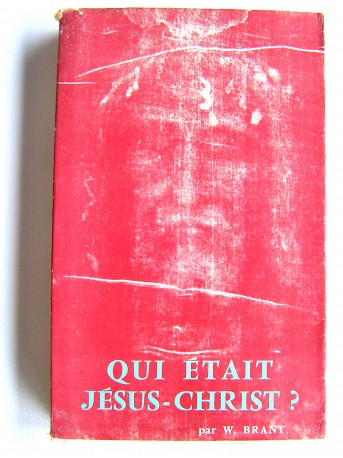 QUI ÉTAIT
JÉSUS-CHRIST ?
par W. BRANT